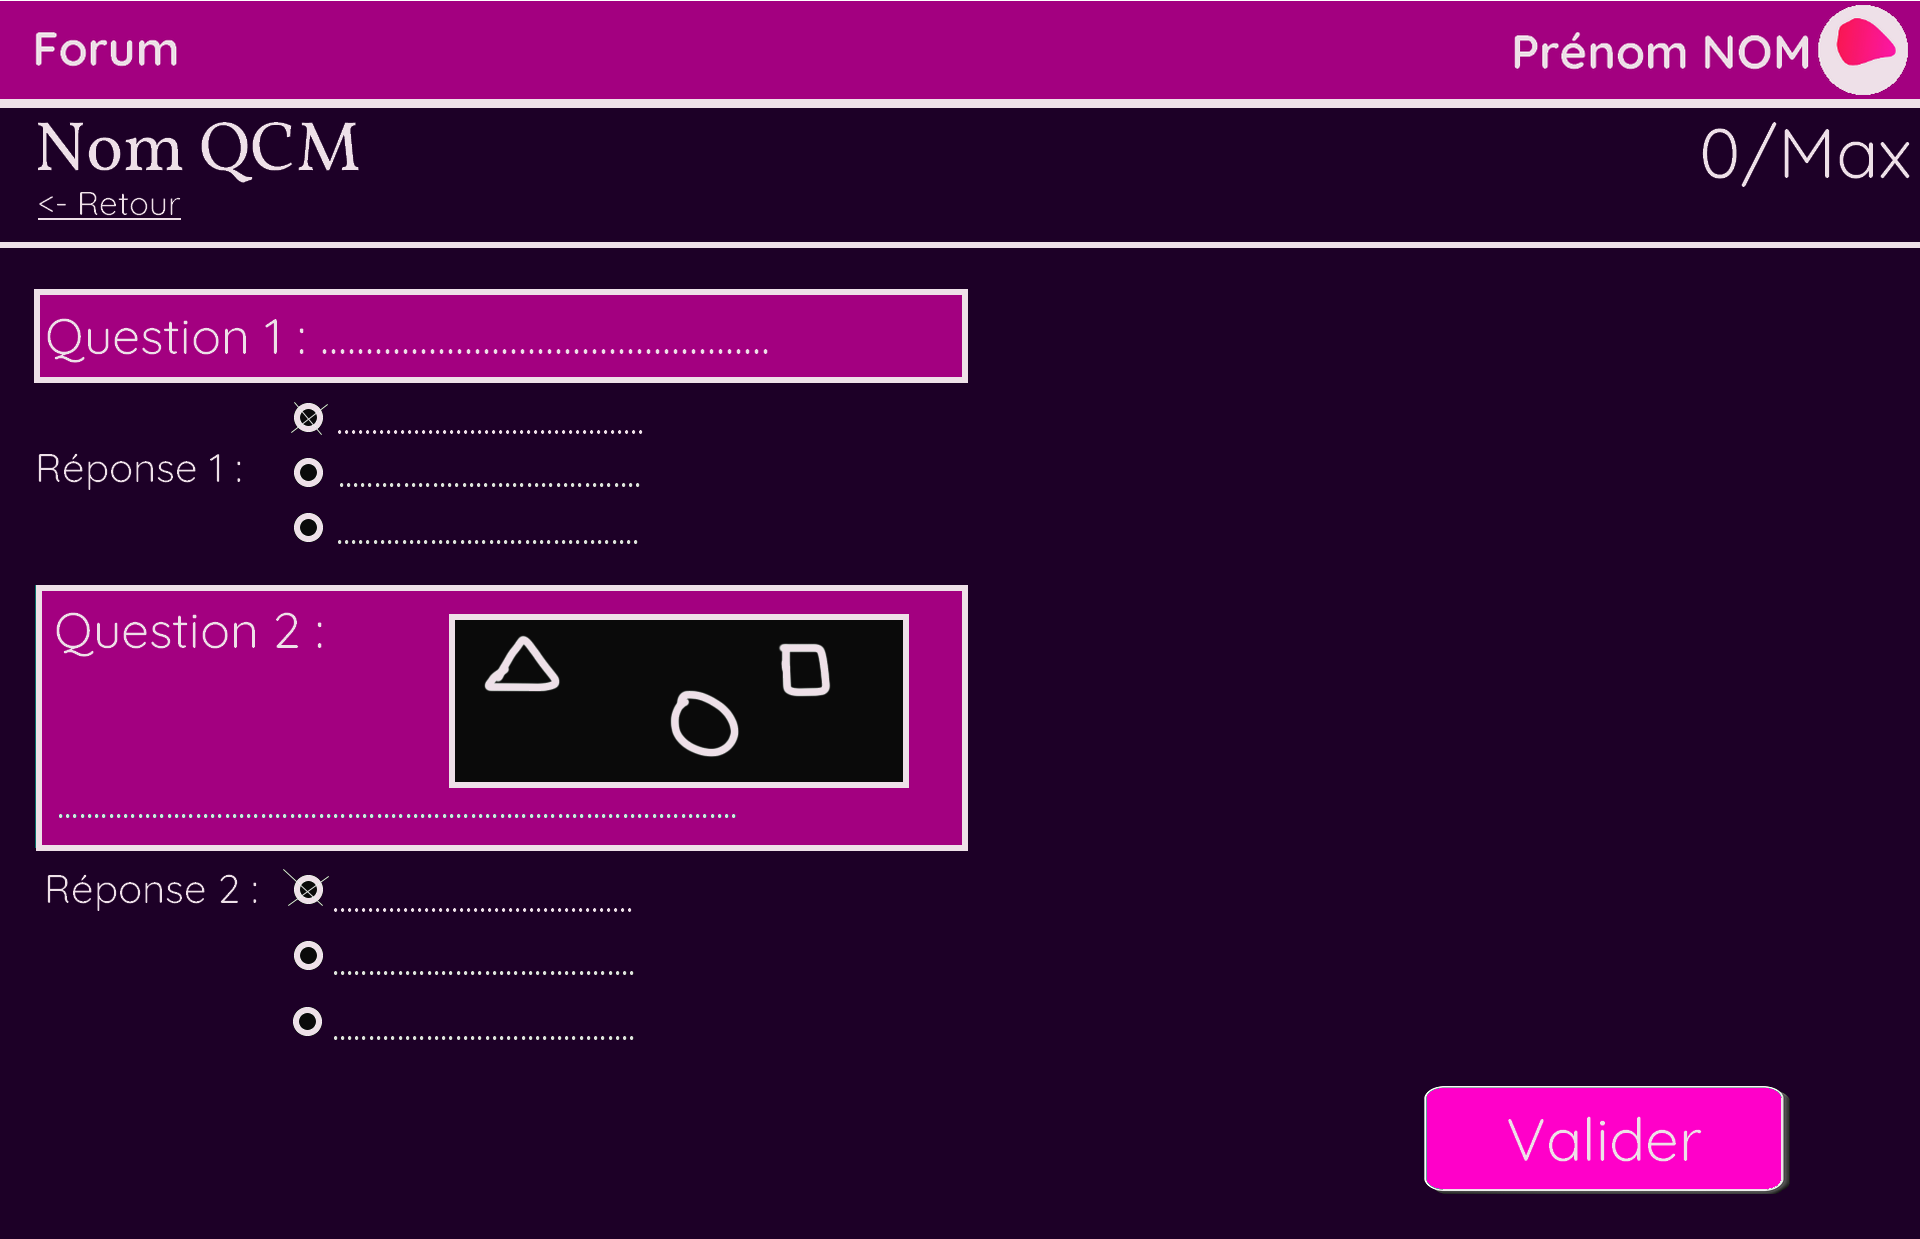 Forum
Prénom NOM
Nom QCM
0/Max
<- Retour
Question 1 : ..................................................
...........................................
Réponse 1 :
..........................................
..........................................
Question 2 :
..............................................................................................
Réponse 2 : ..........................................
..........................................
..........................................
Valider